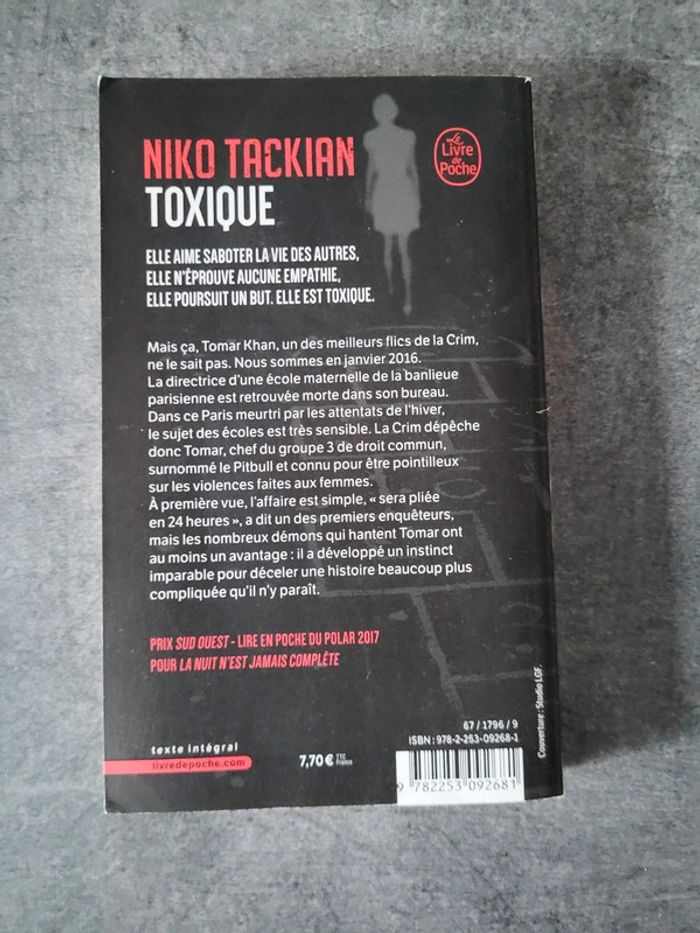 NIKO TACKIAN
TOXIQUE
Le
Livre
de
Poche
ELLE AIME SABOTER LA VIE DES AUTRES,
ELLE N'ÉPROUVE AUCUNE EMPATHIE,
ELLE POURSUIT UN BUT. ELLE EST TOXIQUE.
Mais ça, Tomar Khan, un des meilleurs flics de la Crim,
ne le sait pas. Nous sommes en janvier 2016.
La directrice d'une école maternelle de la banlieue
parisienne est retrouvée morte dans son bureau.
Dans ce Paris meurtri par les attentats de l'hiver,
le sujet des écoles est très sensible. La Crim dépêche
donc Tomar, chef du groupe 3 de droit commun,
surnommé le Pitbull et connu pour être pointilleux
sur les violences faites aux femmes.
À première vue, l'affaire est simple, « sera pliée
en 24 heures », a dit un des premiers enquêteurs,
mais les nombreux démons qui hantent Tomar ont
au moins un avantage : il a développé un instinct
imparable pour déceler une histoire beaucoup plus
compliquée qu'il n'y paraît.
PRIX SUD OUEST - LIRE EN POCHE DU POLAR 2017
POUR LA NUIT N'EST JAMAIS COMPLÈTE
texte intégral
livredepoche.com
7,70 € TTC
France
67 / 1796 / 9
ISBN : 978-2-253-09268-1
9 782253 092681
Couverture : Studio LGF.